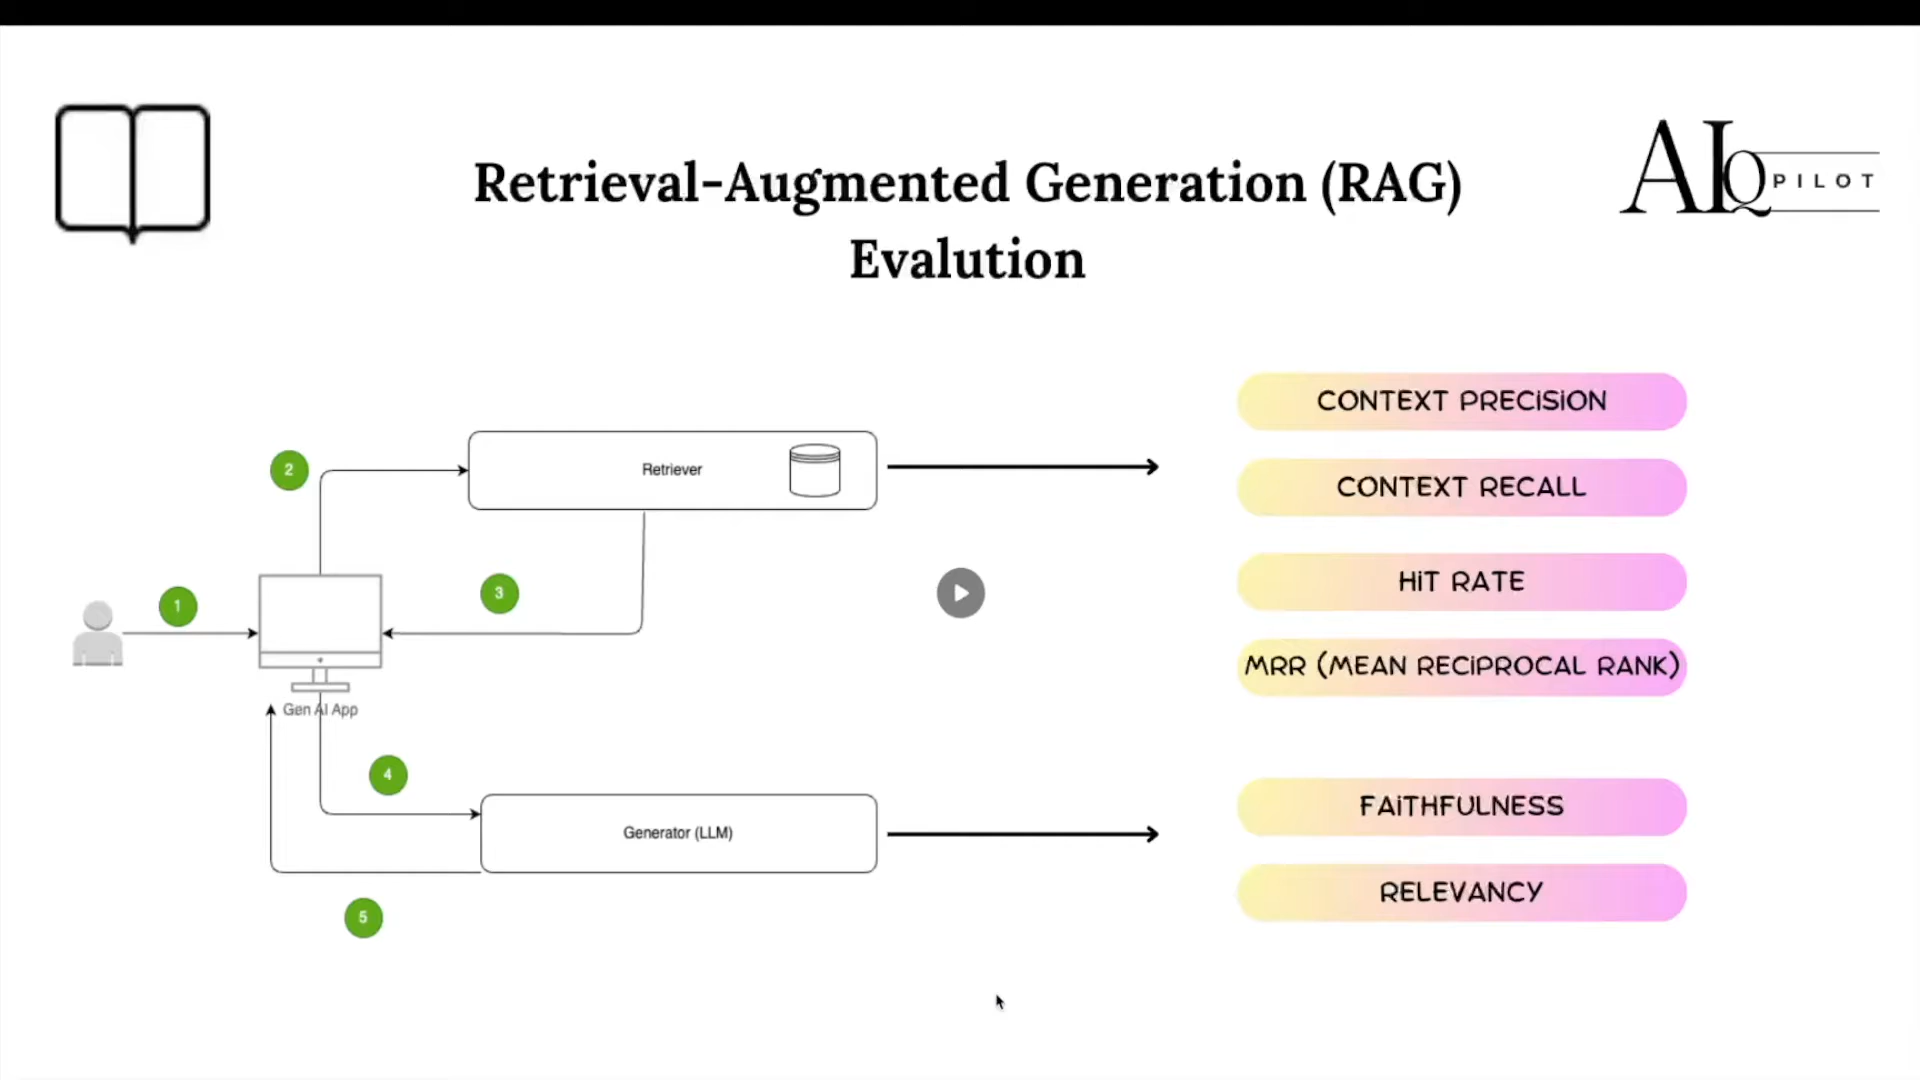 Retrieval-Augmented Generation (RAG)
Evalution
AIQ PILOT
CONTEXT PRECISION
2
Retriever
CONTEXT RECALL
HIT RATE
3
1
MRR (MEAN RECIPROCAL RANK)
Gen AI App
4
FAITHFULNESS
Generator (LLM)
RELEVANCY
5